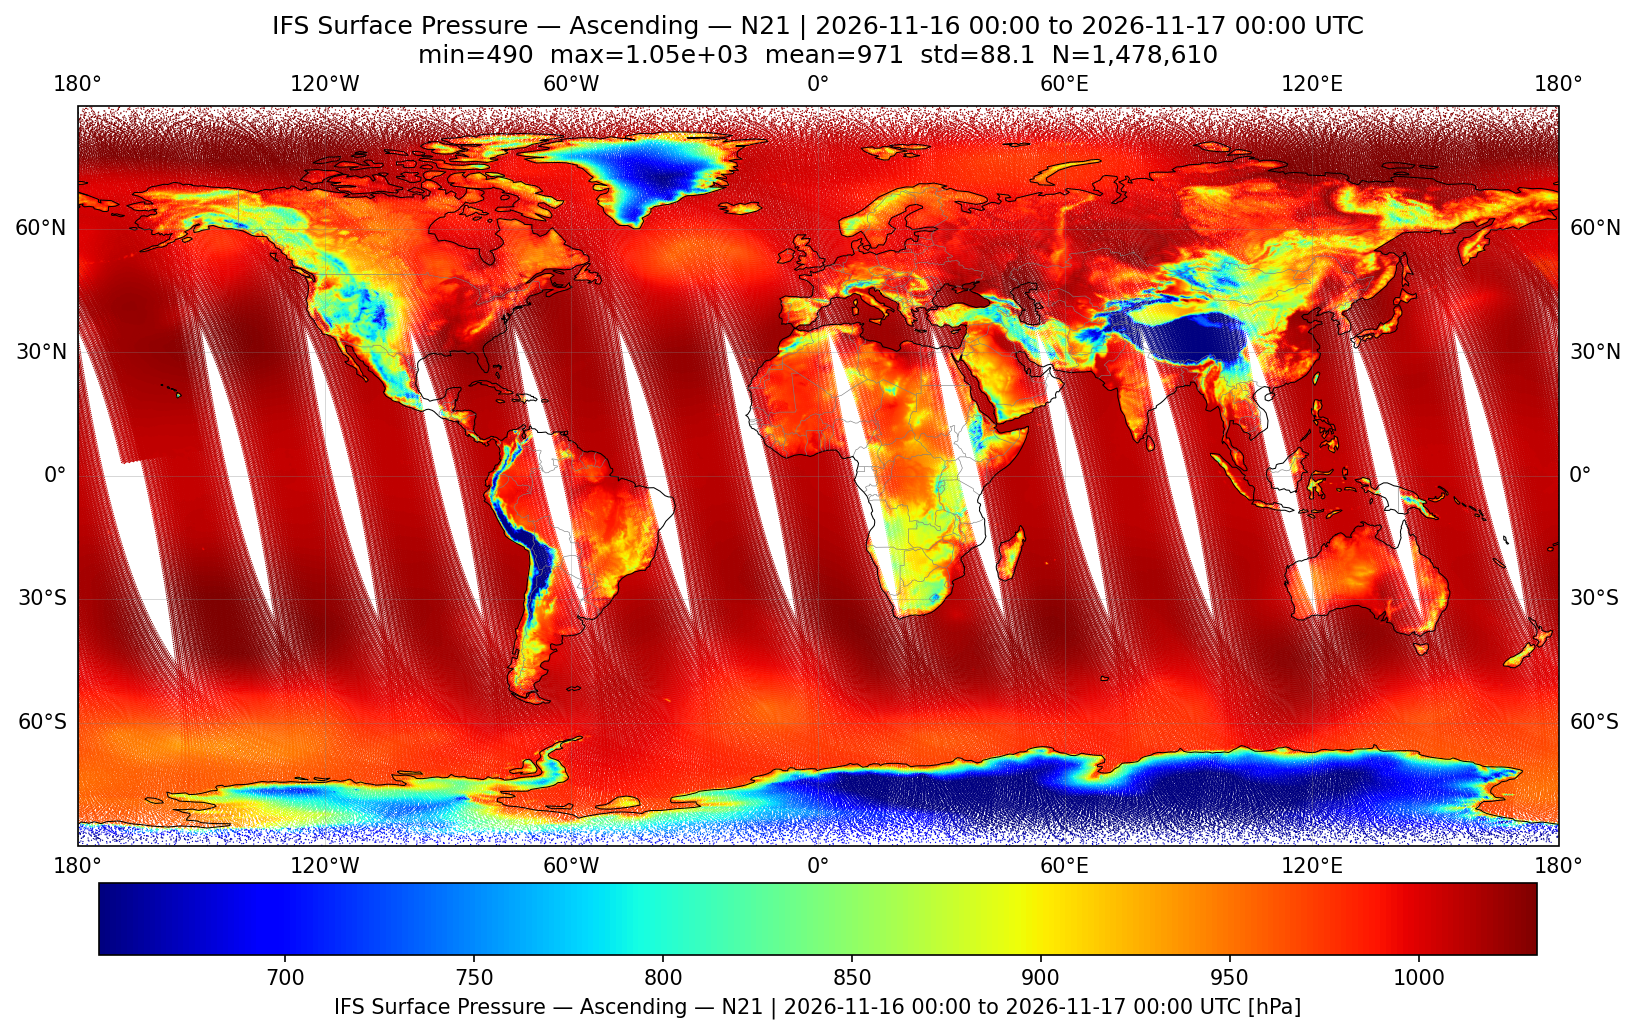 IFS Surface Pressure — Ascending — N21 | 2026-11-16 00:00 to 2026-11-17 00:00 UTC
min=490 max=1.05e+03 mean=971 std=88.1 N=1,478,610
180° 120°W 60°W 0° 60°E 120°E 180°
60°N 60°N
30°N 30°N
0° 0°
30°S 30°S
60°S 60°S
180° 120°W 60°W 0° 60°E 120°E 180°
700 750 800 850 900 950 1000
IFS Surface Pressure — Ascending — N21 | 2026-11-16 00:00 to 2026-11-17 00:00 UTC [hPa]